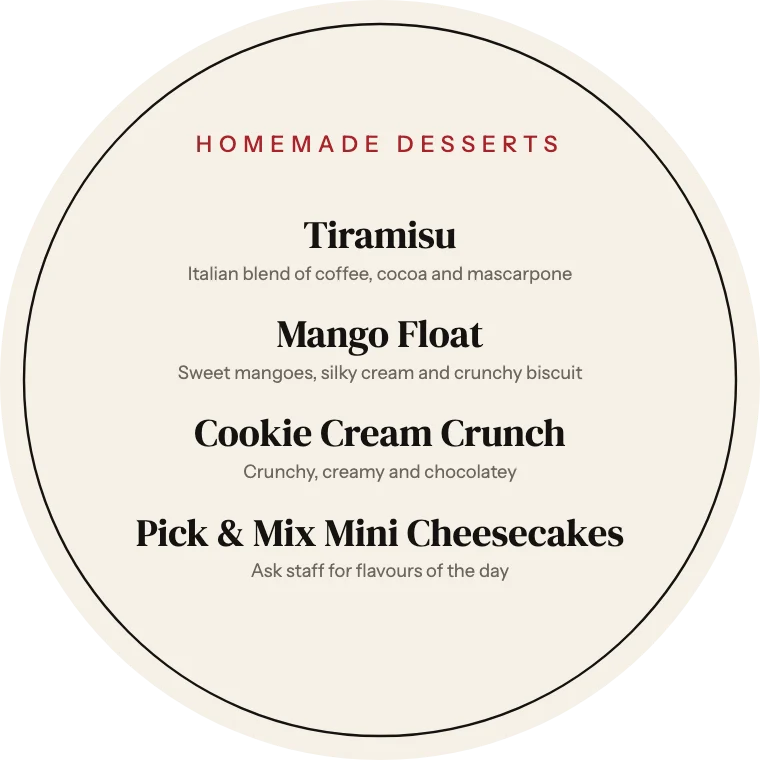 HOMEMADE DESSERTS
Tiramisu
Italian blend of coffee, cocoa and mascarpone
Mango Float
Sweet mangoes, silky cream and crunchy biscuit
Cookie Cream Crunch
Crunchy, creamy and chocolatey
Pick & Mix Mini Cheesecakes
Ask staff for flavours of the day